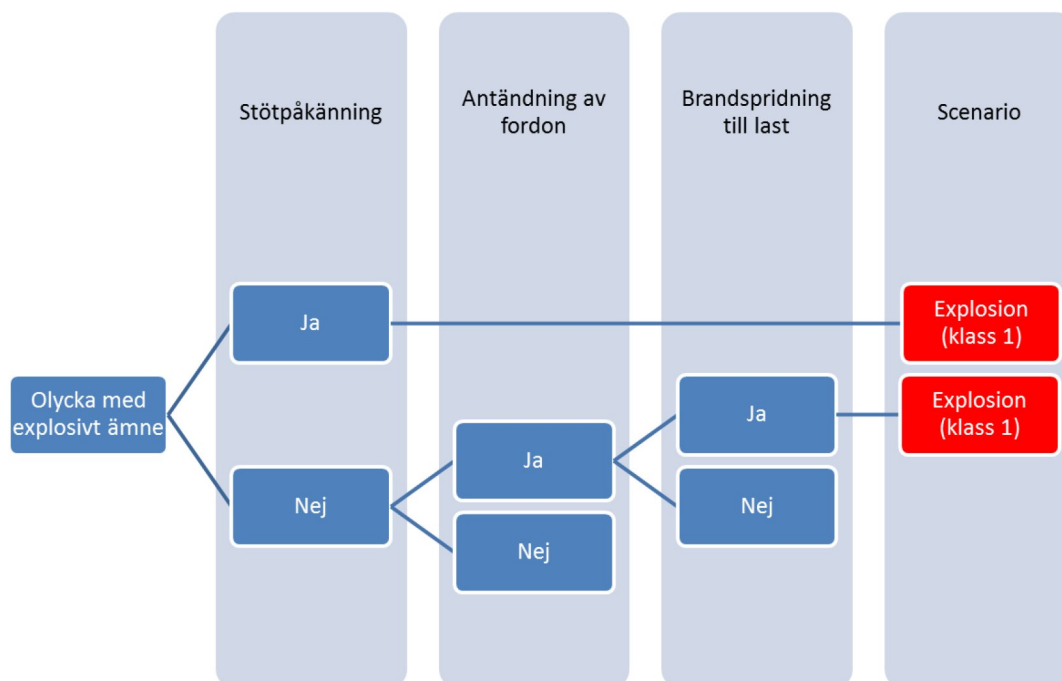 Stötpåkänning
Antändning av
fordon
Brandspridning
till last
Scenario
Ja
Explosion
(klass 1)
Olycka med
explosivt ämne
Ja
Explosion
(klass 1)
Nej
Ja
Nej
Nej